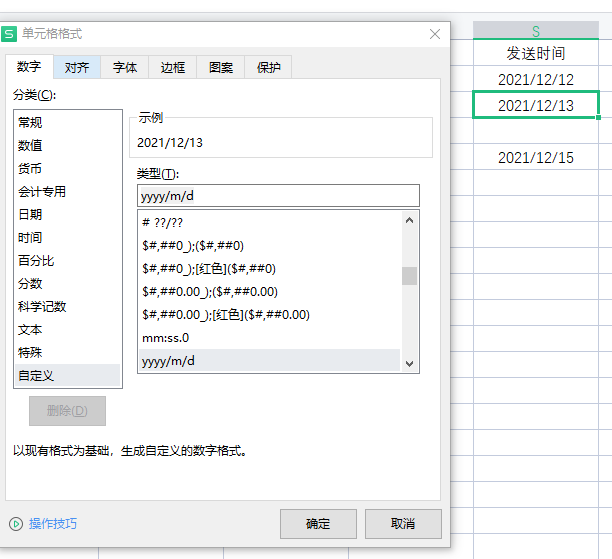 S 单元格格式
数字 对齐 字体 边框 图案 保护
分类(C):
常规
数值
货币
会计专用
日期
时间
百分比
分数
科学记数
文本
特殊
自定义
示例
2021/12/13
类型(T):
yyyy/m/d
# ??/??
$#,##0_);($#,##0)
$#,##0_);[红色]($#,##0)
$#,##0.00_);($#,##0.00)
$#,##0.00_);[红色]($#,##0.00)
mm:ss.0
yyyy/m/d
删除(D)
以现有格式为基础，生成自定义的数字格式。
操作技巧
确定 取消
S
发送时间
2021/12/12
2021/12/13
2021/12/15